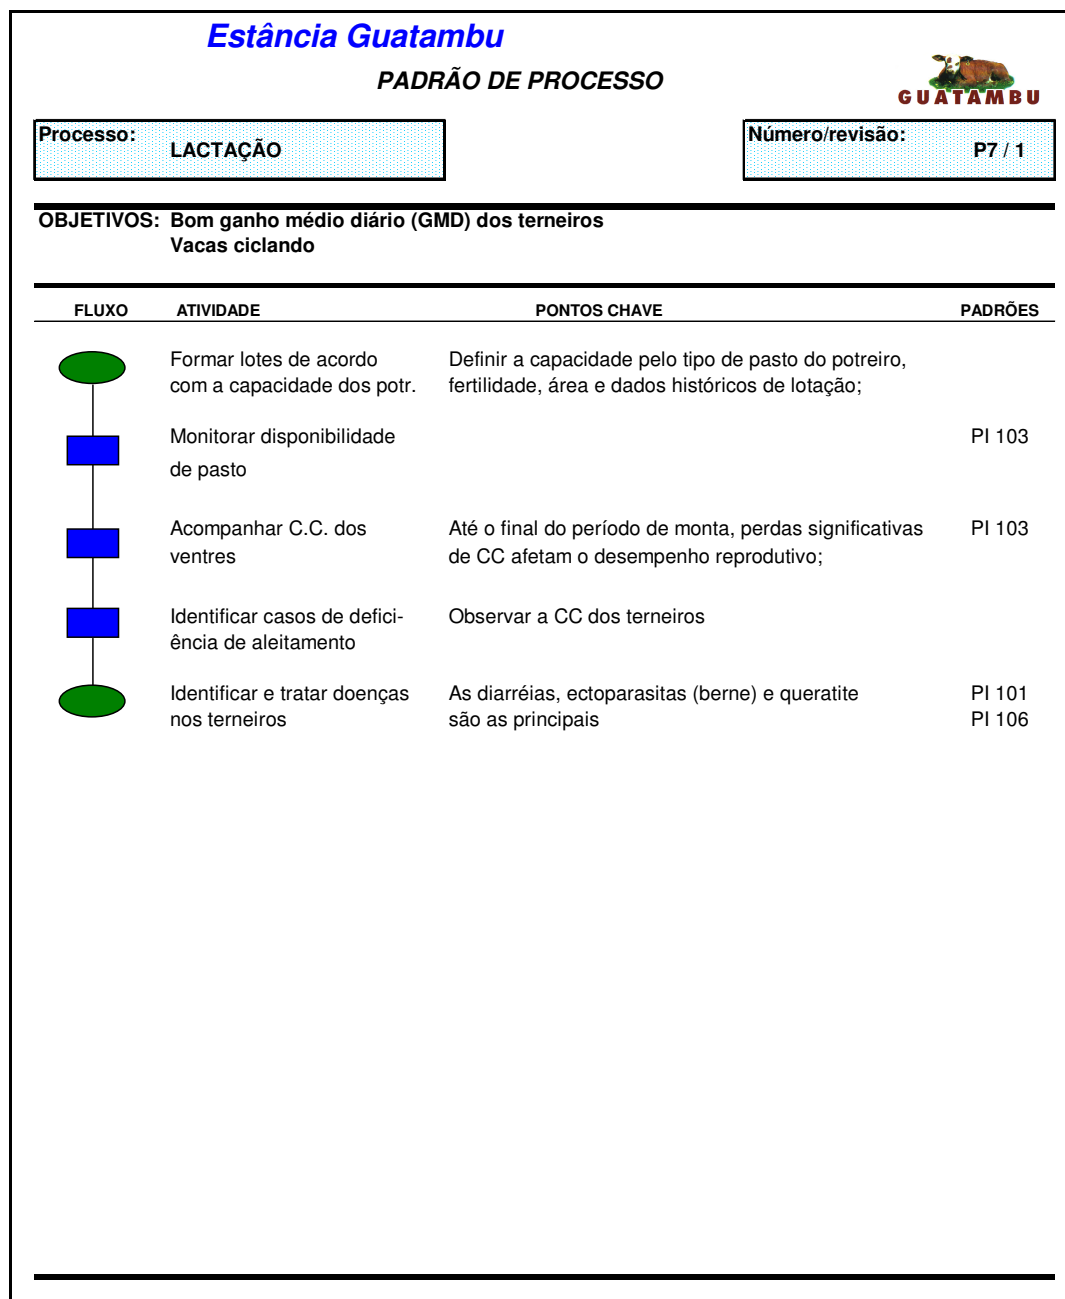 Estância Guatambu
PADRÃO DE PROCESSO
GUATAMBU
Processo:
LACTAÇÃO
Número/revisão:
P7 / 1
OBJETIVOS: Bom ganho médio diário (GMD) dos terneiros
Vacas ciclando
FLUXO ATIVIDADE PONTOS CHAVE PADRÕES
Formar lotes de acordo Definir a capacidade pelo tipo de pasto do potreiro,
com a capacidade dos potr. fertilidade, área e dados históricos de lotação;
Monitorar disponibilidade PI 103
de pasto
Acompanhar C.C. dos Até o final do período de monta, perdas significativas PI 103
ventres de CC afetam o desempenho reprodutivo;
Identificar casos de defici- Observar a CC dos terneiros
ência de aleitamento
Identificar e tratar doenças As diarréias, ectoparasitas (berne) e queratite PI 101
nos terneiros são as principais PI 106